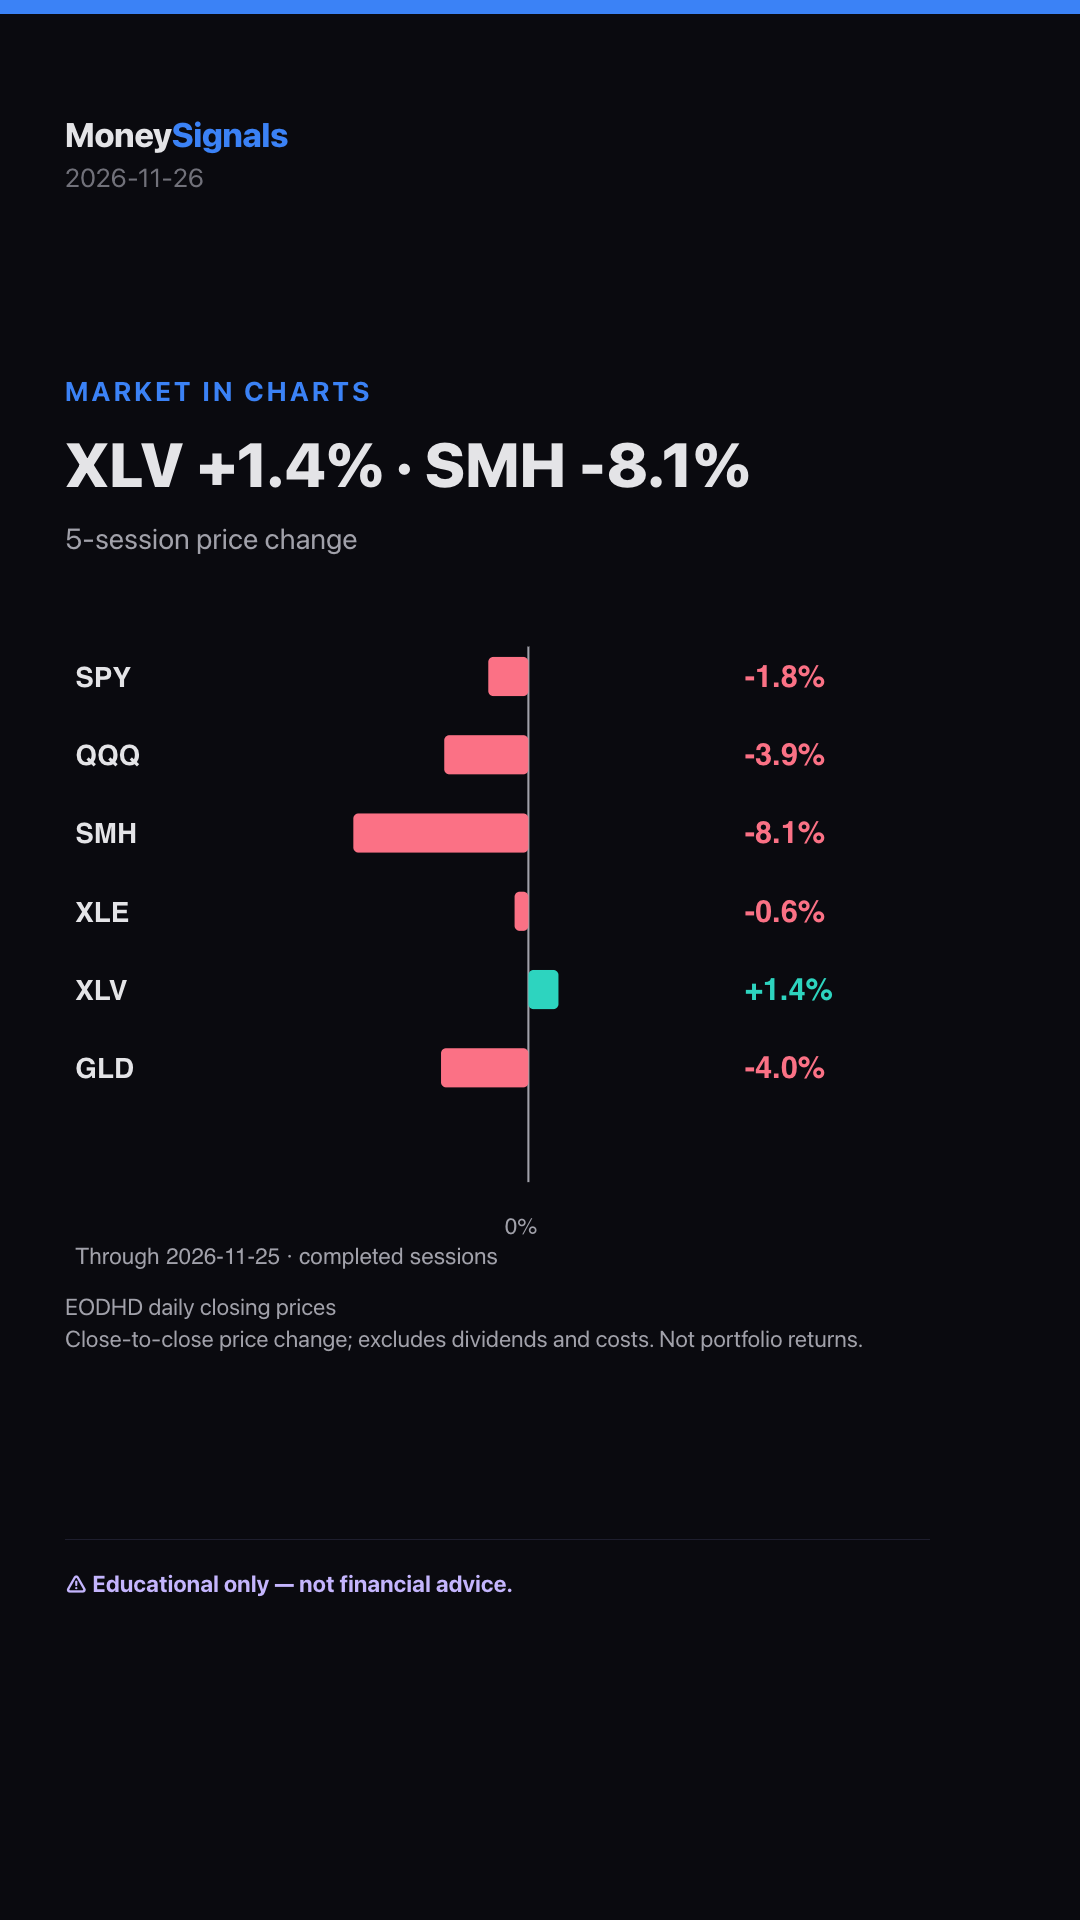 MoneySignals
2026-11-26
MARKET IN CHARTS
XLV +1.4% · SMH -8.1%
5-session price change
SPY -1.8%
QQQ -3.9%
SMH -8.1%
XLE -0.6%
XLV +1.4%
GLD -4.0%
0%
Through 2026-11-25 · completed sessions
EODHD daily closing prices
Close-to-close price change; excludes dividends and costs. Not portfolio returns.
⚠ Educational only — not financial advice.